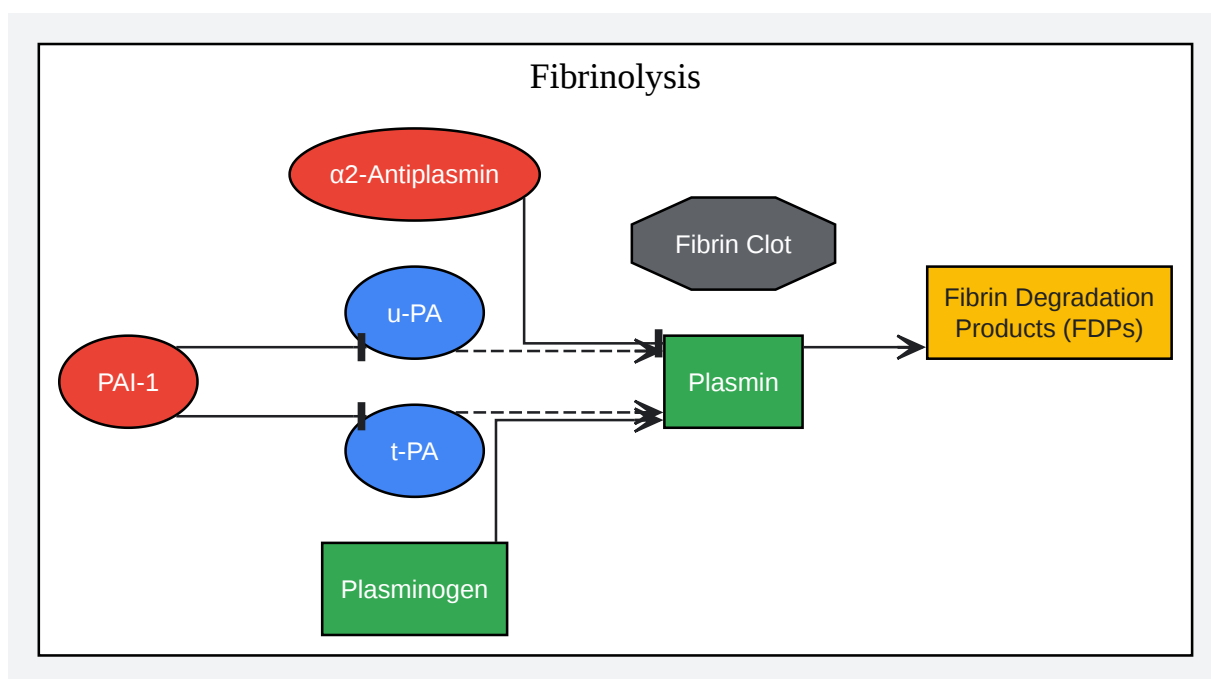 Fibrinolysis
α2-Antiplasmin
Fibrin Clot
u-PA
Fibrin Degradation
Products (FDPs)
PAI-1
Plasmin
t-PA
Plasminogen